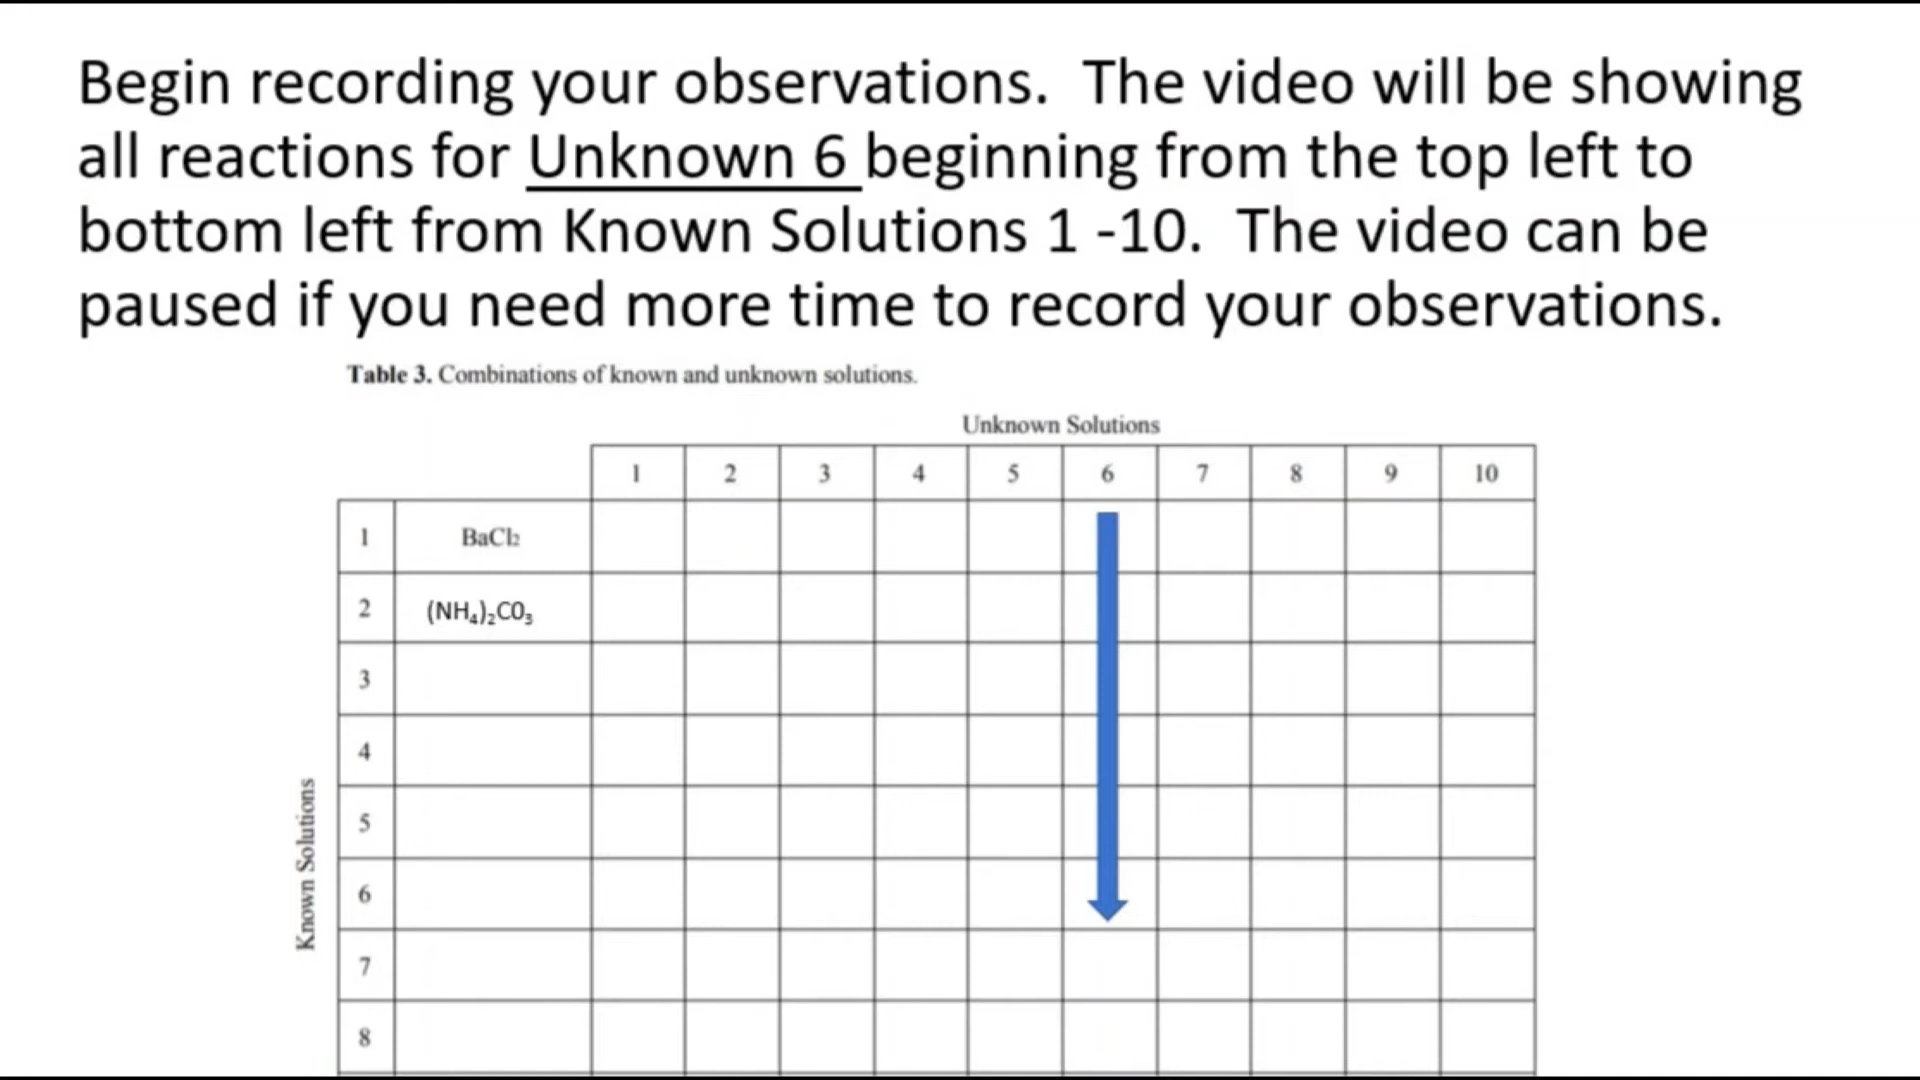 Begin recording your observations.  The video will be showing
all reactions for Unknown 6 beginning from the top left to
bottom left from Known Solutions 1 -10.  The video can be
paused if you need more time to record your observations.
Table 3. Combinations of known and unknown solutions.
Unknown Solutions
1 2 3 4 5 6 7 8 9 10
1 BaCl₂
2 (NH₄)₂CO₃
3
4
5
6
7
8
Known Solutions